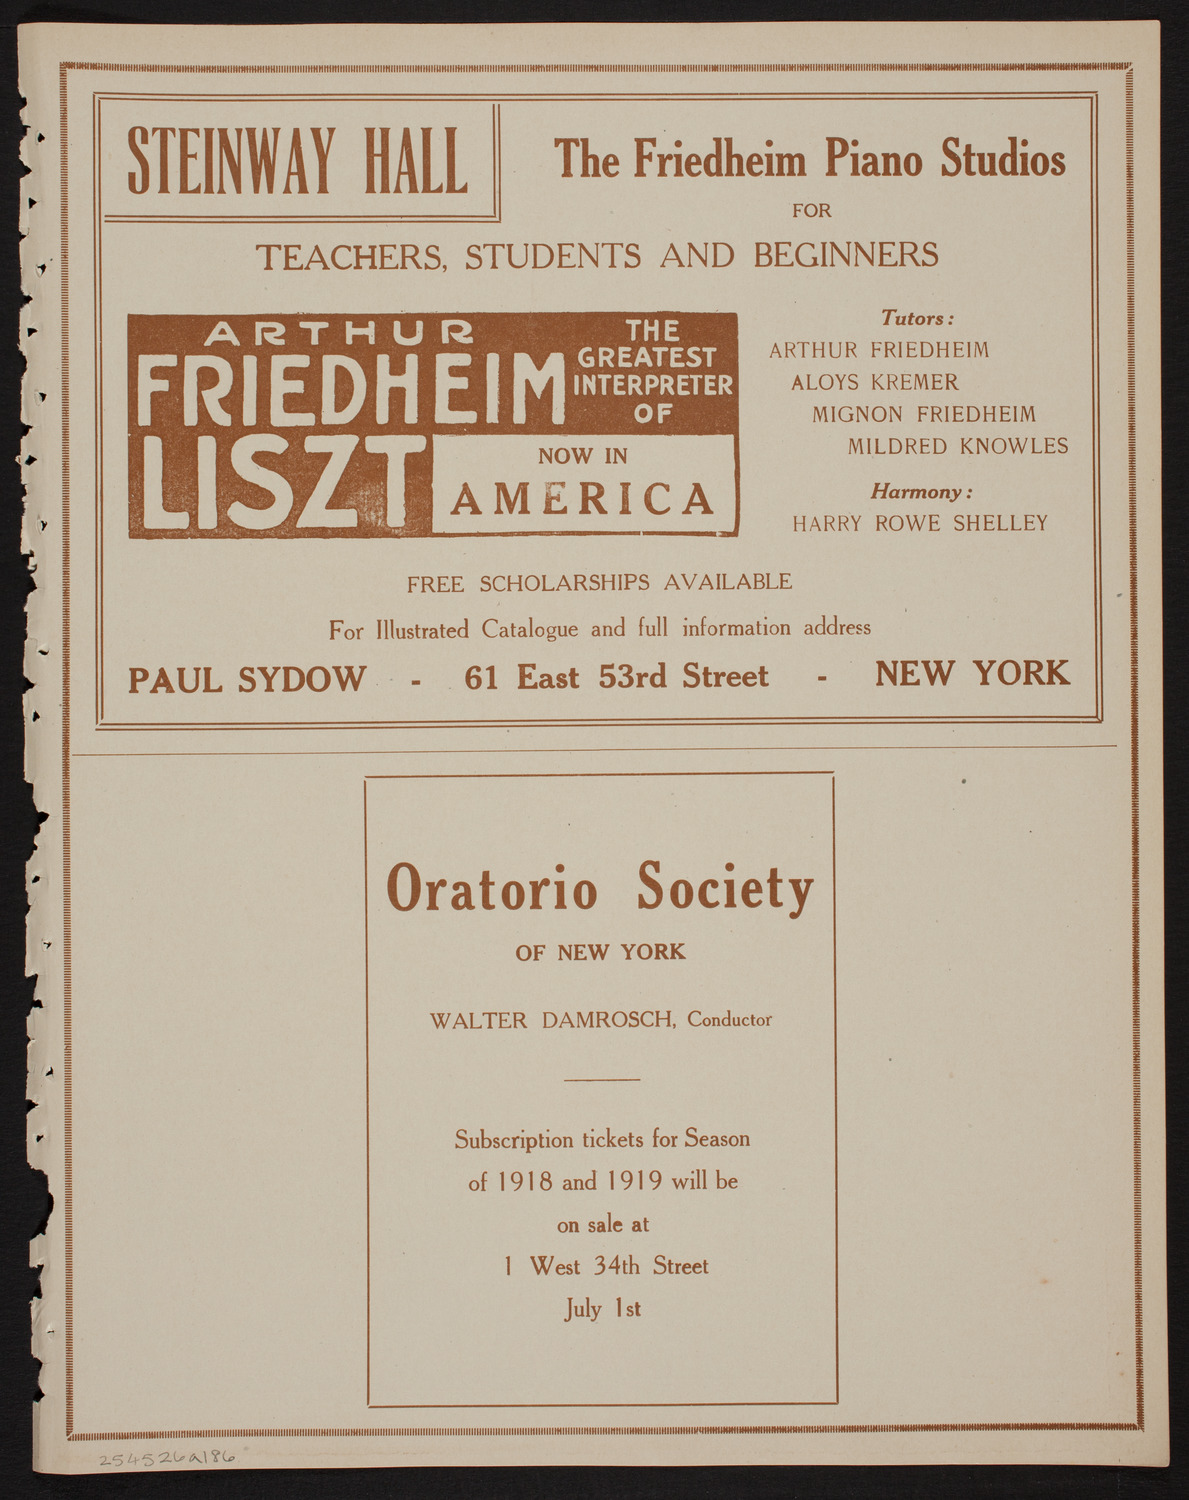 STEINWAY HALL
The Friedheim Piano Studios
FOR
TEACHERS, STUDENTS AND BEGINNERS
ARTHUR
FRIEDHEIM
THE
GREATEST
INTERPRETER
OF
LISZT
NOW IN
AMERICA
Tutors:
ARTHUR FRIEDHEIM
ALOYS KREMER
MIGNON FRIEDHEIM
MILDRED KNOWLES
Harmony:
HARRY ROWE SHELLEY
FREE SCHOLARSHIPS AVAILABLE
For Illustrated Catalogue and full information address
PAUL SYDOW - 61 East 53rd Street - NEW YORK
Oratorio Society
OF NEW YORK
WALTER DAMROSCH, Conductor
Subscription tickets for Season
of 1918 and 1919 will be
on sale at
1 West 34th Street
July 1st
254526a186